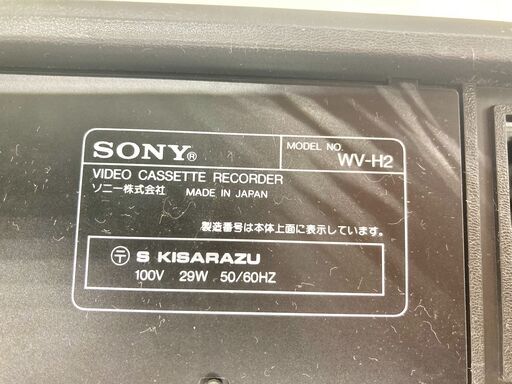 SONY®
MODEL NO.
WV-H2
VIDEO CASSETTE RECORDER
ソニー株式会社 MADE IN JAPAN
製造番号は本体上面に表示しています。
〒 S KISARAZU
100V 29W 50/60HZ